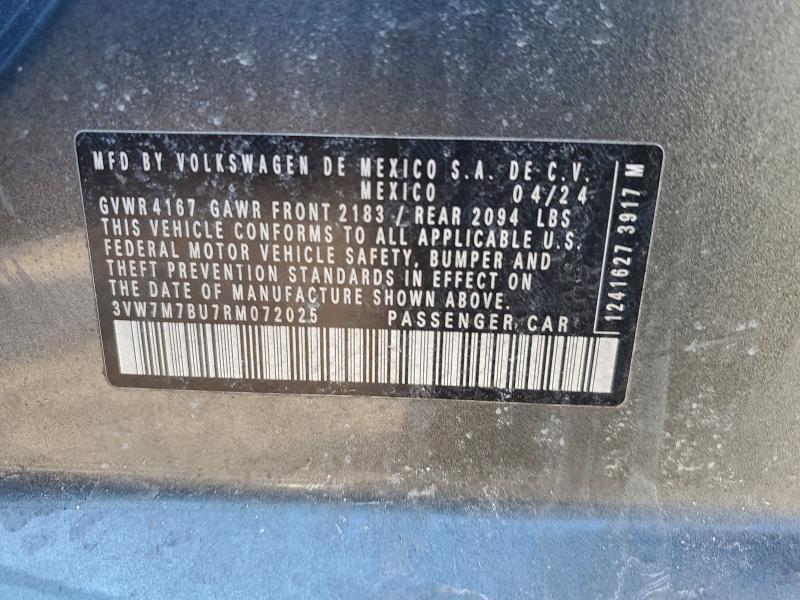 MFD BY VOLKSWAGEN DE MEXICO S.A. DE C.V.
MEXICO 04/24
GVWR 4167 GAWR FRONT 2183 / REAR 2094 LBS
THIS VEHICLE CONFORMS TO ALL APPLICABLE U.S.
FEDERAL MOTOR VEHICLE SAFETY, BUMPER AND
THEFT PREVENTION STANDARDS IN EFFECT ON
THE DATE OF MANUFACTURE SHOWN ABOVE.
3VW7M7BU7RM072025 PASSENGER CAR
1241627 3917 M